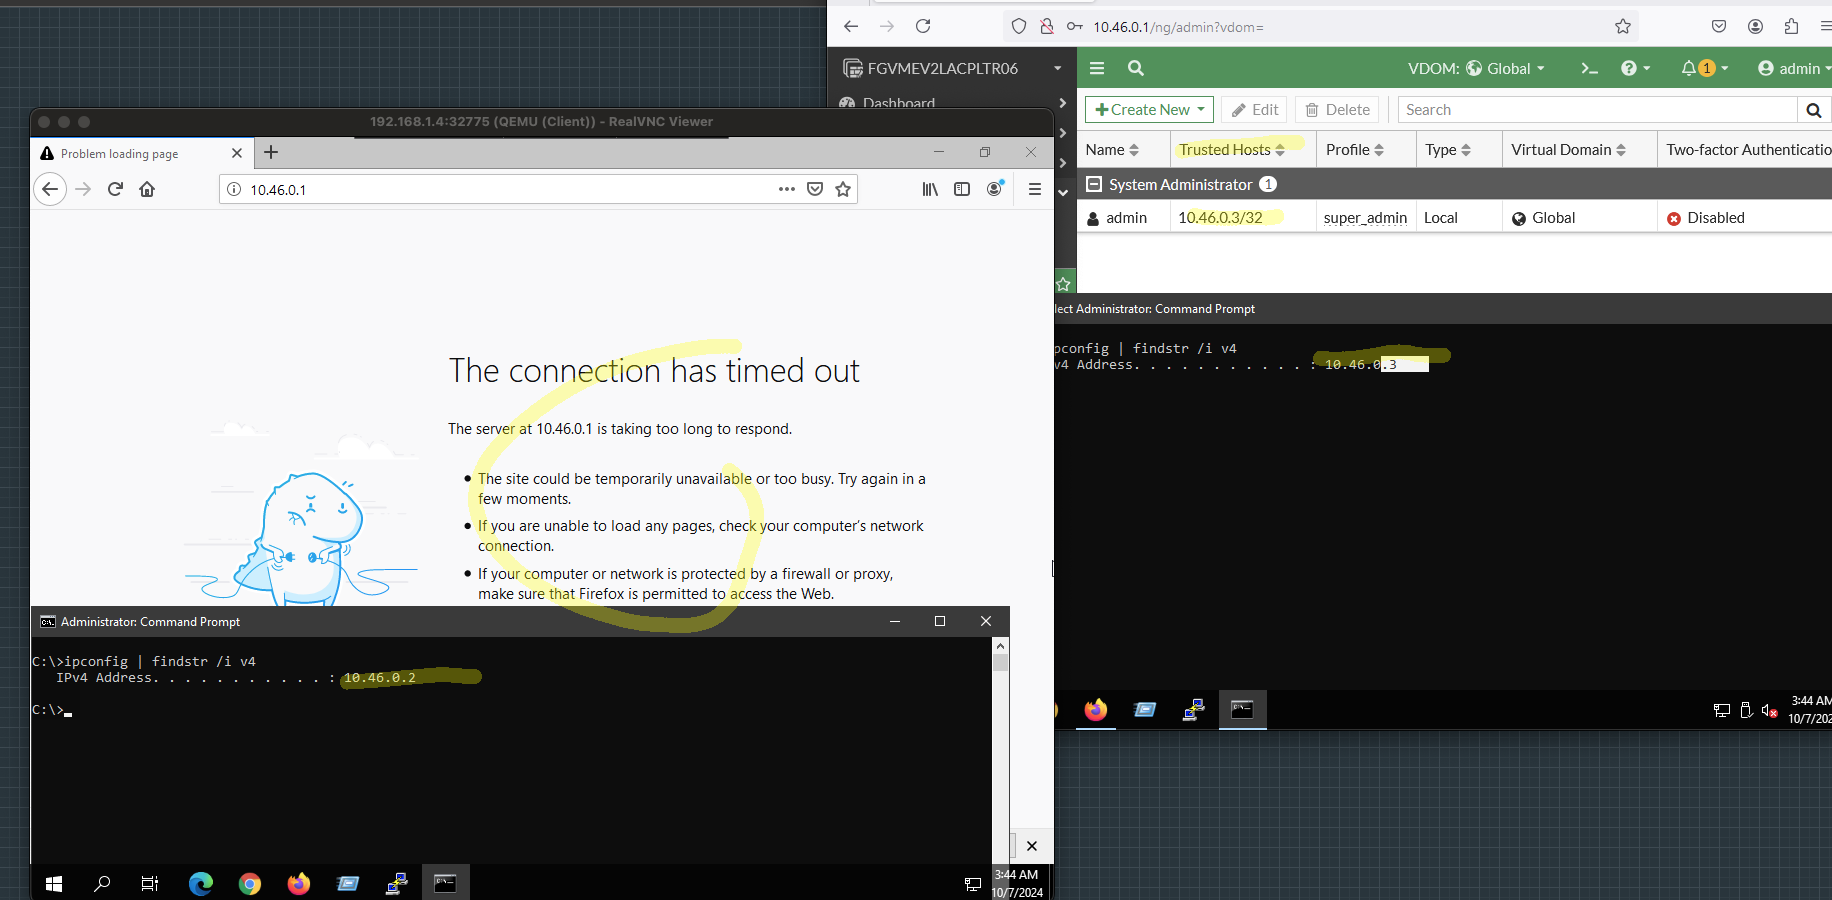 10.46.0.1/ng/admin?vdom=
FGVMEV2LACPLTR06
VDOM: Global
>_
1
admin
Dashboard
Create New
Edit
Delete
Search
Name
Trusted Hosts
Profile
Type
Virtual Domain
Two-factor Authenticatio
System Administrator 1
admin
10.46.0.3/32
super_admin
Local
Global
Disabled
192.168.1.4:32775 (QEMU (Client)) - RealVNC Viewer
Problem loading page
10.46.0.1
The connection has timed out
The server at 10.46.0.1 is taking too long to respond.
The site could be temporarily unavailable or too busy. Try again in a
few moments.
If you are unable to load any pages, check your computer's network
connection.
If your computer or network is protected by a firewall or proxy,
make sure that Firefox is permitted to access the Web.
Administrator: Command Prompt
C:\>ipconfig | findstr /i v4
IPv4 Address. . . . . . . . . . . : 10.46.0.2
C:\>
3:44 AM
10/7/2024
lect Administrator: Command Prompt
pconfig | findstr /i v4
v4 Address. . . . . . . . . . . : 10.46.0.3
3:44 AM
10/7/202